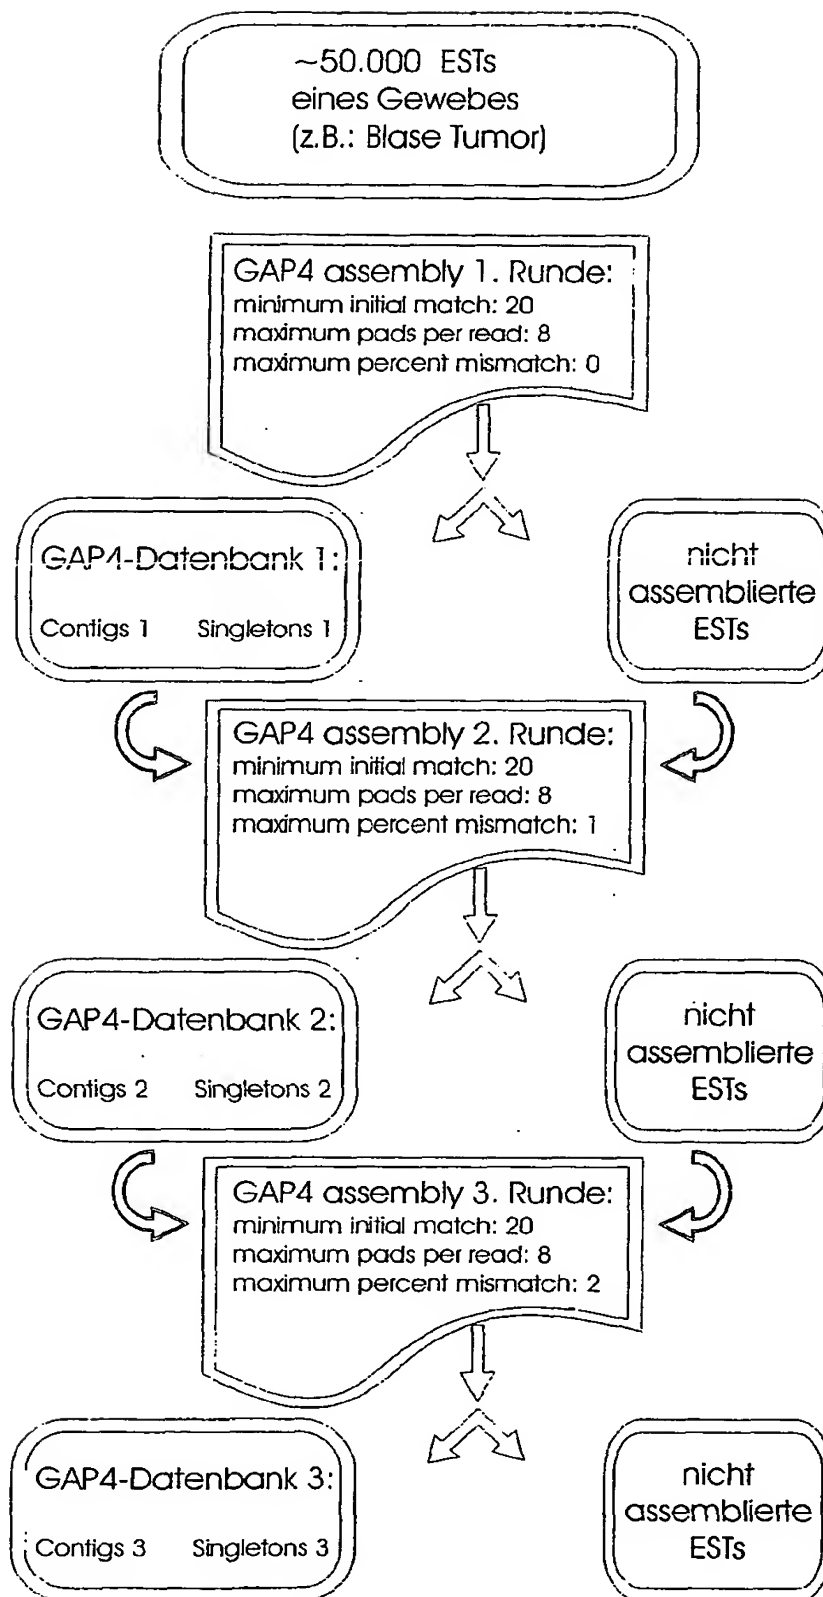 ~50.000 ESTs
eines Gewebes
(z.B.: Blase Tumor)
GAP4 assembly 1. Runde:
minimum initial match: 20
maximum pads per read: 8
maximum percent mismatch: 0
GAP4-Datenbank 1:
Contigs 1 Singletons 1
nicht
assemblierte
ESTs
GAP4 assembly 2. Runde:
minimum initial match: 20
maximum pads per read: 8
maximum percent mismatch: 1
GAP4-Datenbank 2:
Contigs 2 Singletons 2
nicht
assemblierte
ESTs
GAP4 assembly 3. Runde:
minimum initial match: 20
maximum pads per read: 8
maximum percent mismatch: 2
GAP4-Datenbank 3:
Contigs 3 Singletons 3
nicht
assemblierte
ESTs